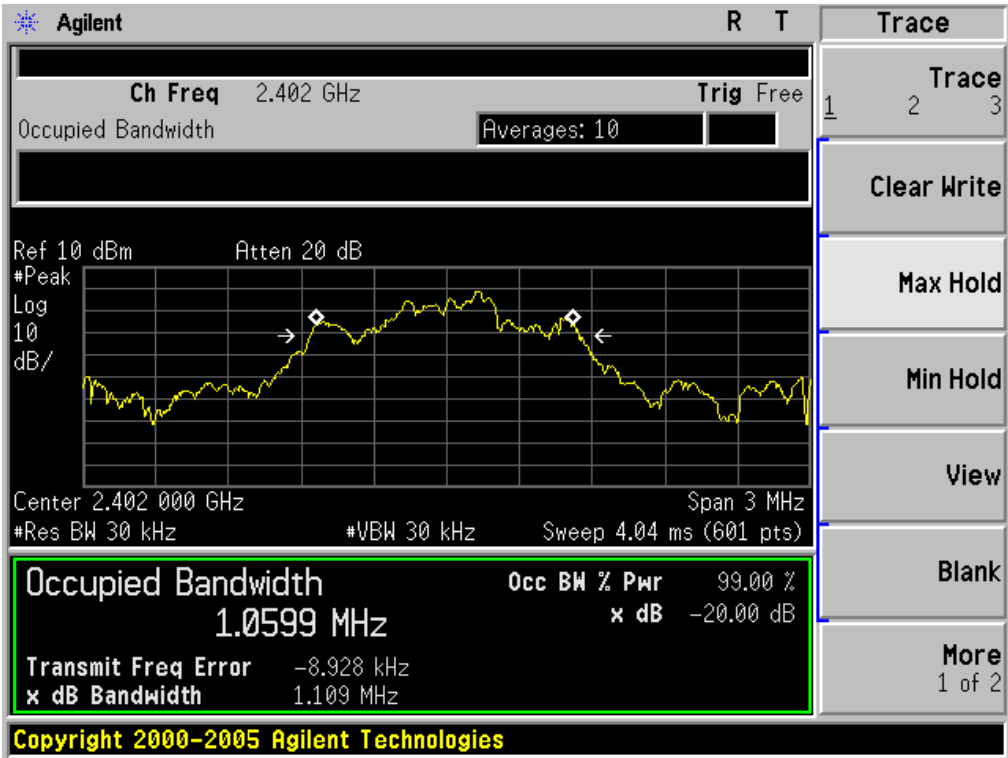 Agilent R T
Trace
Ch Freq 2.402 GHz Trig Free
Occupied Bandwidth Averages: 10
Ref 10 dBm Atten 20 dB
#Peak
Log
10
dB/
Center 2.402 000 GHz Span 3 MHz
#Res BW 30 kHz #VBW 30 kHz Sweep 4.04 ms (601 pts)
Occupied Bandwidth Occ BW % Pwr 99.00 %
1.0599 MHz x dB -20.00 dB
Transmit Freq Error -8.928 kHz
x dB Bandwidth 1.109 MHz
Trace
1 2 3
Clear Write
Max Hold
Min Hold
View
Blank
More
1 of 2
Copyright 2000-2005 Agilent Technologies